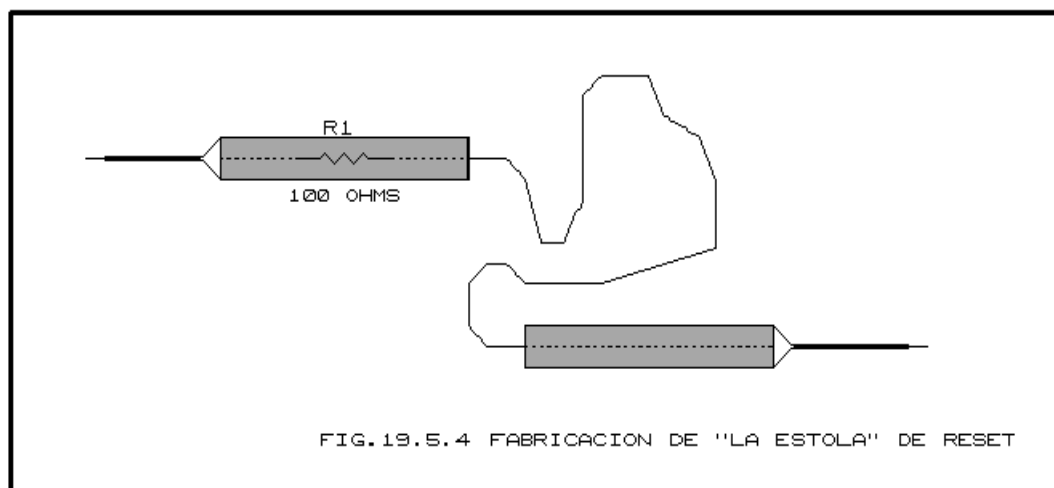 R1
100 OHMS
FIG.19.5.4 FABRICACION DE "LA ESTOLA" DE RESET